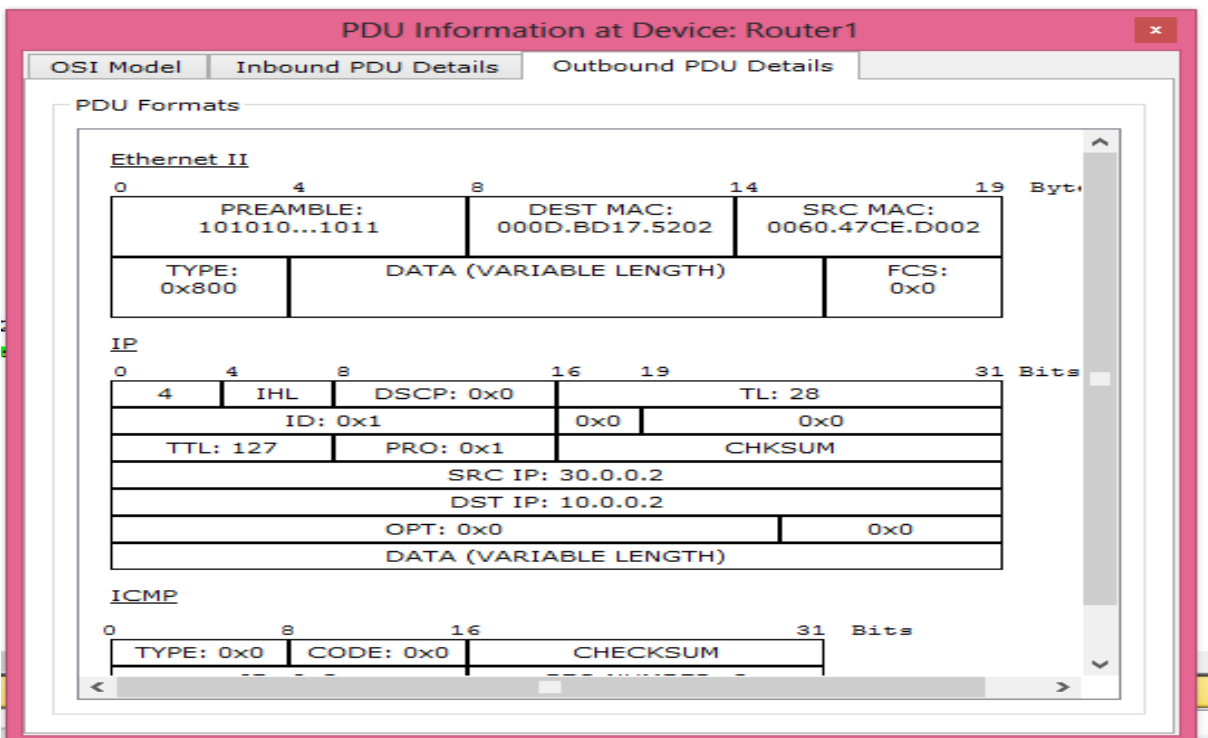 PDU Information at Device: Router1
OSI Model Inbound PDU Details Outbound PDU Details
PDU Formats
Ethernet II
0 4 8 14 19
PREAMBLE: DEST MAC: SRC MAC:
101010...1011 000D.BD17.5202 0060.47CE.D002
TYPE: DATA (VARIABLE LENGTH) FCS:
0x800 0x0
IP
0 4 8 16 19 31 Bits
4 IHL DSCP: 0x0 TL: 28
ID: 0x1 0x0 0x0
TTL: 127 PRO: 0x1 CHKSUM
SRC IP: 30.0.0.2
DST IP: 10.0.0.2
OPT: 0x0 0x0
DATA (VARIABLE LENGTH)
ICMP
0 8 16 31 Bits
TYPE: 0x0 CODE: 0x0 CHECKSUM